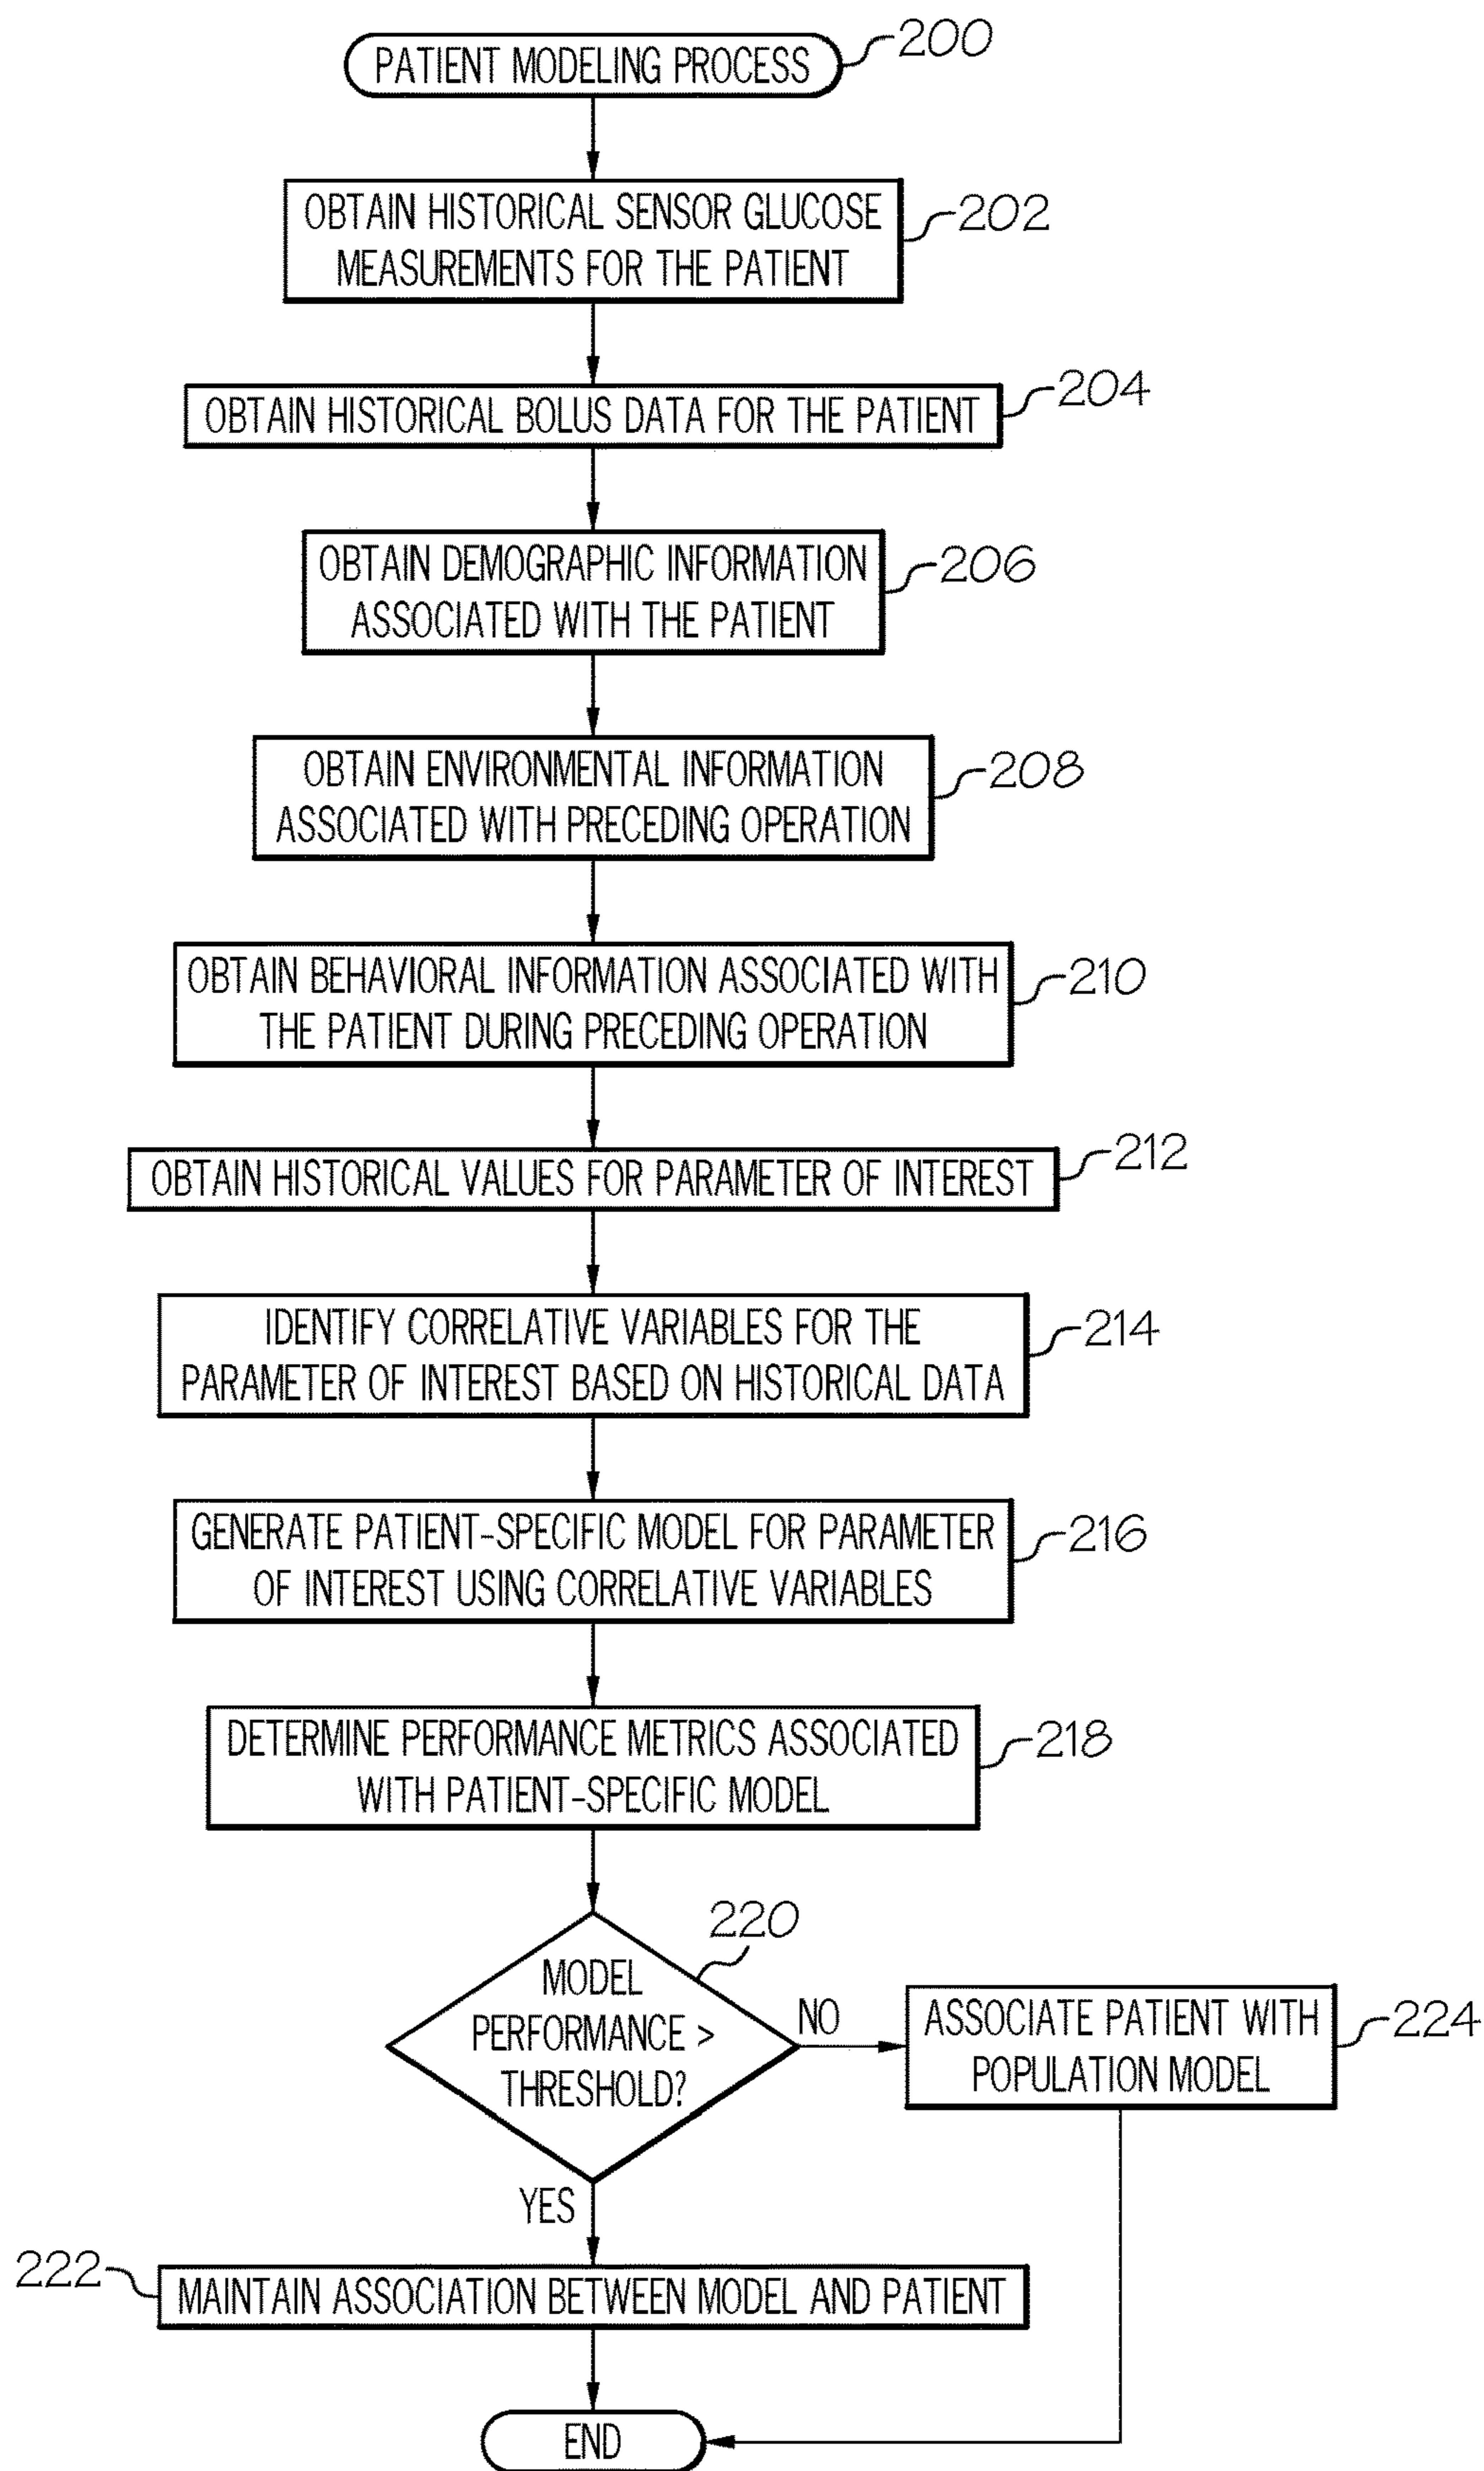 PATIENT MODELING PROCESS
200
OBTAIN HISTORICAL SENSOR GLUCOSE
MEASUREMENTS FOR THE PATIENT
202
OBTAIN HISTORICAL BOLUS DATA FOR THE PATIENT
204
OBTAIN DEMOGRAPHIC INFORMATION
ASSOCIATED WITH THE PATIENT
206
OBTAIN ENVIRONMENTAL INFORMATION
ASSOCIATED WITH PRECEDING OPERATION
208
OBTAIN BEHAVIORAL INFORMATION ASSOCIATED WITH
THE PATIENT DURING PRECEDING OPERATION
210
OBTAIN HISTORICAL VALUES FOR PARAMETER OF INTEREST
212
IDENTIFY CORRELATIVE VARIABLES FOR THE
PARAMETER OF INTEREST BASED ON HISTORICAL DATA
214
GENERATE PATIENT-SPECIFIC MODEL FOR PARAMETER
OF INTEREST USING CORRELATIVE VARIABLES
216
DETERMINE PERFORMANCE METRICS ASSOCIATED
WITH PATIENT-SPECIFIC MODEL
218
220
MODEL
PERFORMANCE >
THRESHOLD?
NO
ASSOCIATE PATIENT WITH
POPULATION MODEL
224
YES
222
MAINTAIN ASSOCIATION BETWEEN MODEL AND PATIENT
END